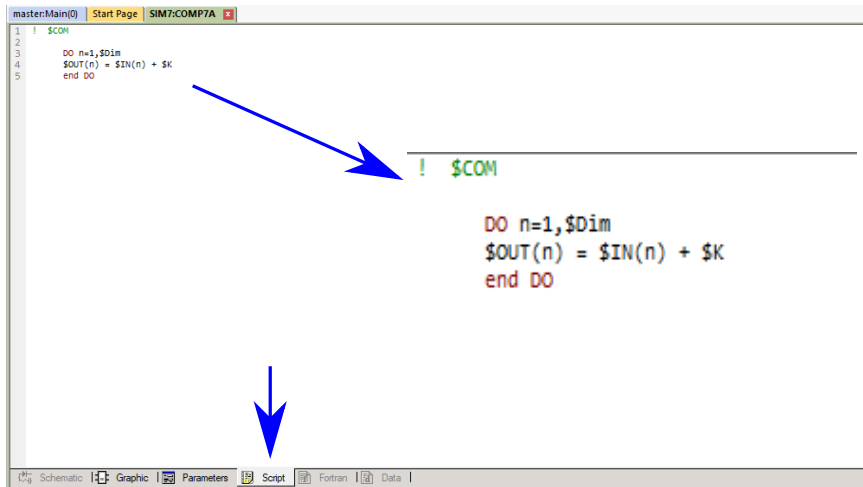 master:Main(0) Start Page SIM7:COMP7A x
1 ! $COM
2
3 DO n=1,$Dim
4 $OUT(n) = $IN(n) + $K
5 end DO
! $COM
DO n=1,$Dim
$OUT(n) = $IN(n) + $K
end DO
Schematic Graphic Parameters Script Fortran Data